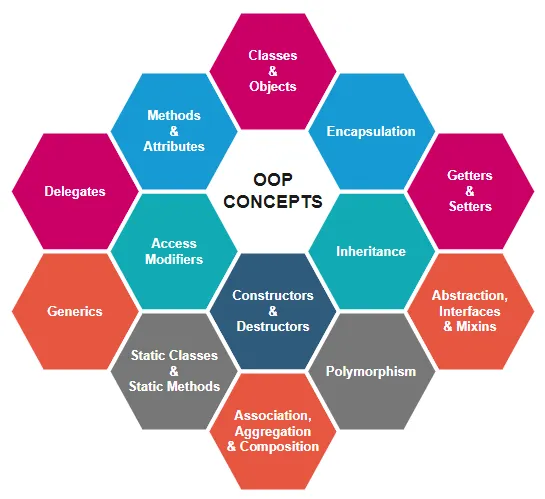 Classes
&
Objects
Methods
&
Attributes
Encapsulation
Delegates
OOP
CONCEPTS
Getters
&
Setters
Access
Modifiers
Inheritance
Generics
Constructors
&
Destructors
Abstraction,
Interfaces
& Mixins
Static Classes
&
Static Methods
Polymorphism
Association,
Aggregation
& Composition